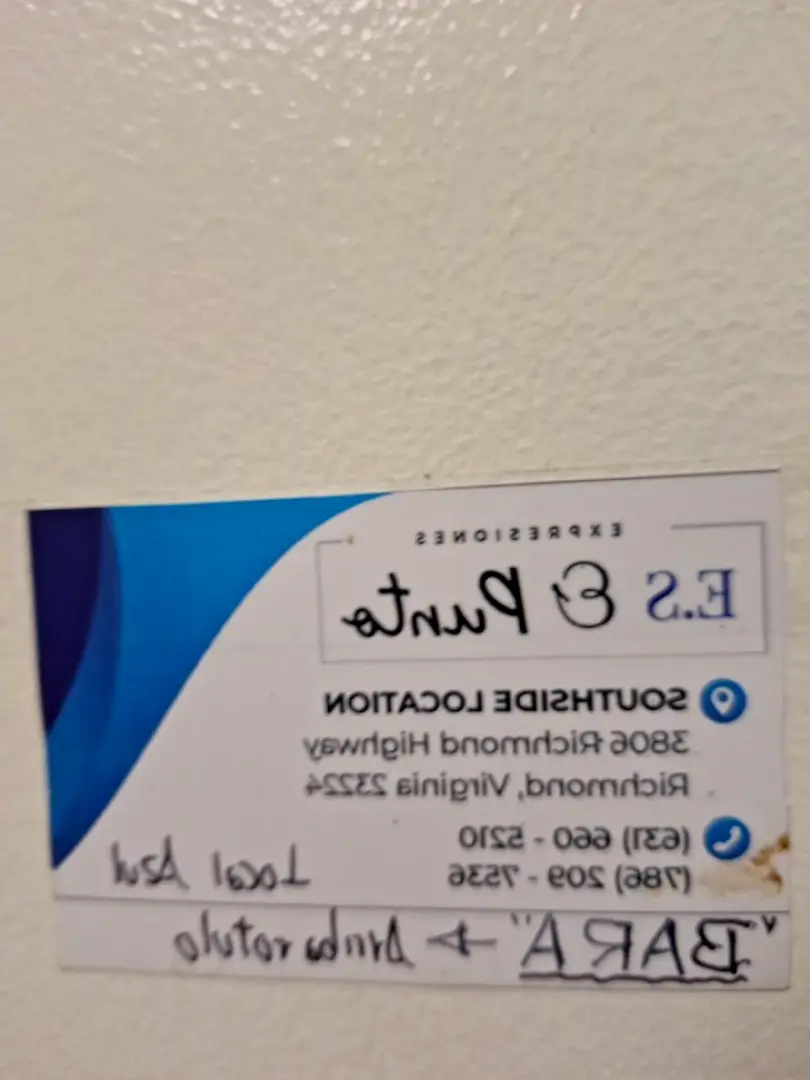 EXPRESIONES
E.S & Punto
SOUTHSIDE LOCATION
3806 Richmond Highway
Richmond, Virginia 23224
(631) 660 - 5210
(786) 209 - 7536
Local Azul
"BARA" → Arriba rotulo